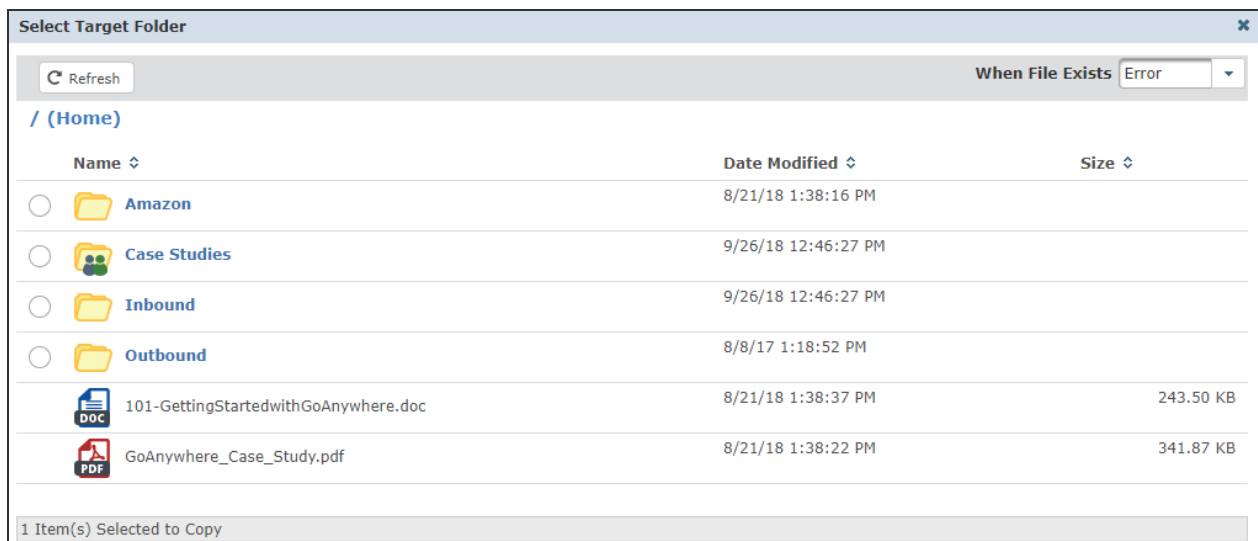 Select Target Folder
Refresh When File Exists Error
/ (Home)
Name Date Modified Size
Amazon 8/21/18 1:38:16 PM
Case Studies 9/26/18 12:46:27 PM
Inbound 9/26/18 12:46:27 PM
Outbound 8/8/17 1:18:52 PM
DOC 101-GettingStartedwithGoAnywhere.doc 8/21/18 1:38:37 PM 243.50 KB
PDF GoAnywhere_Case_Study.pdf 8/21/18 1:38:22 PM 341.87 KB
1 Item(s) Selected to Copy